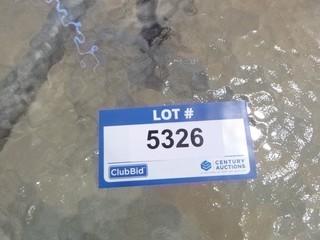 LOT #
5326
ClubBid
CENTURY
AUCTIONS